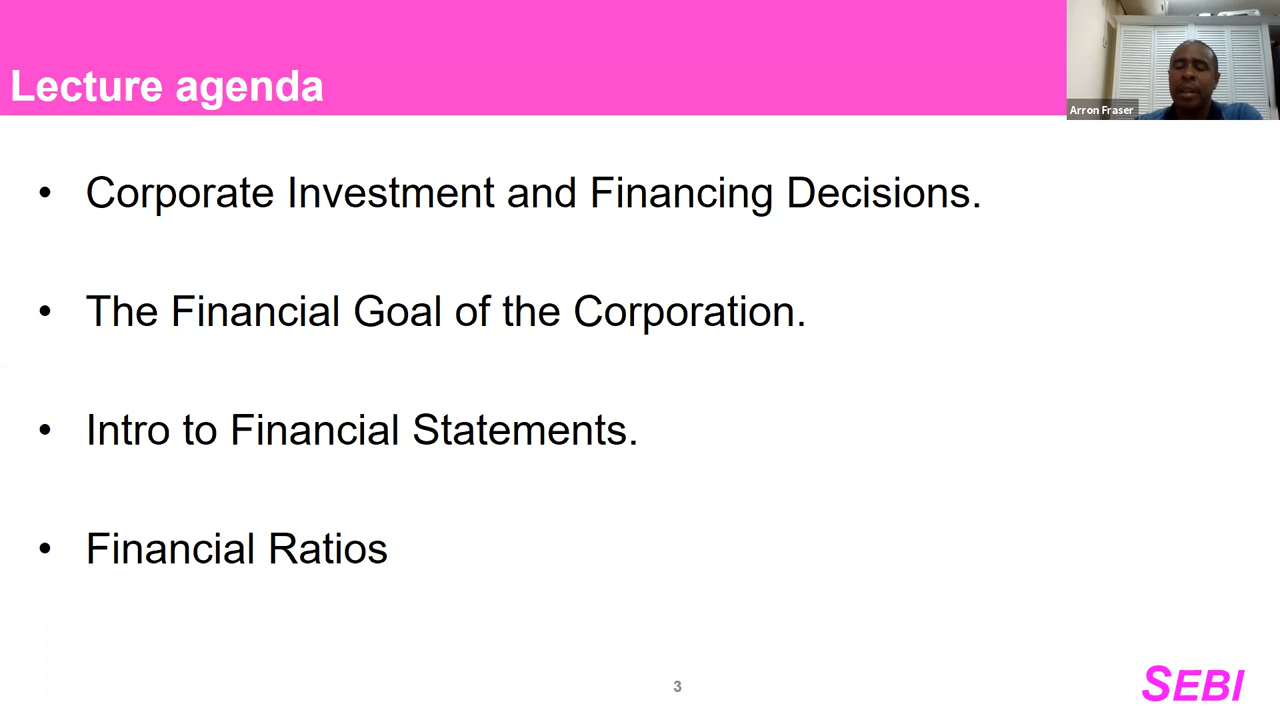 Lecture agenda
Arron Fraser
• Corporate Investment and Financing Decisions.
• The Financial Goal of the Corporation.
• Intro to Financial Statements.
• Financial Ratios
3
SEBI